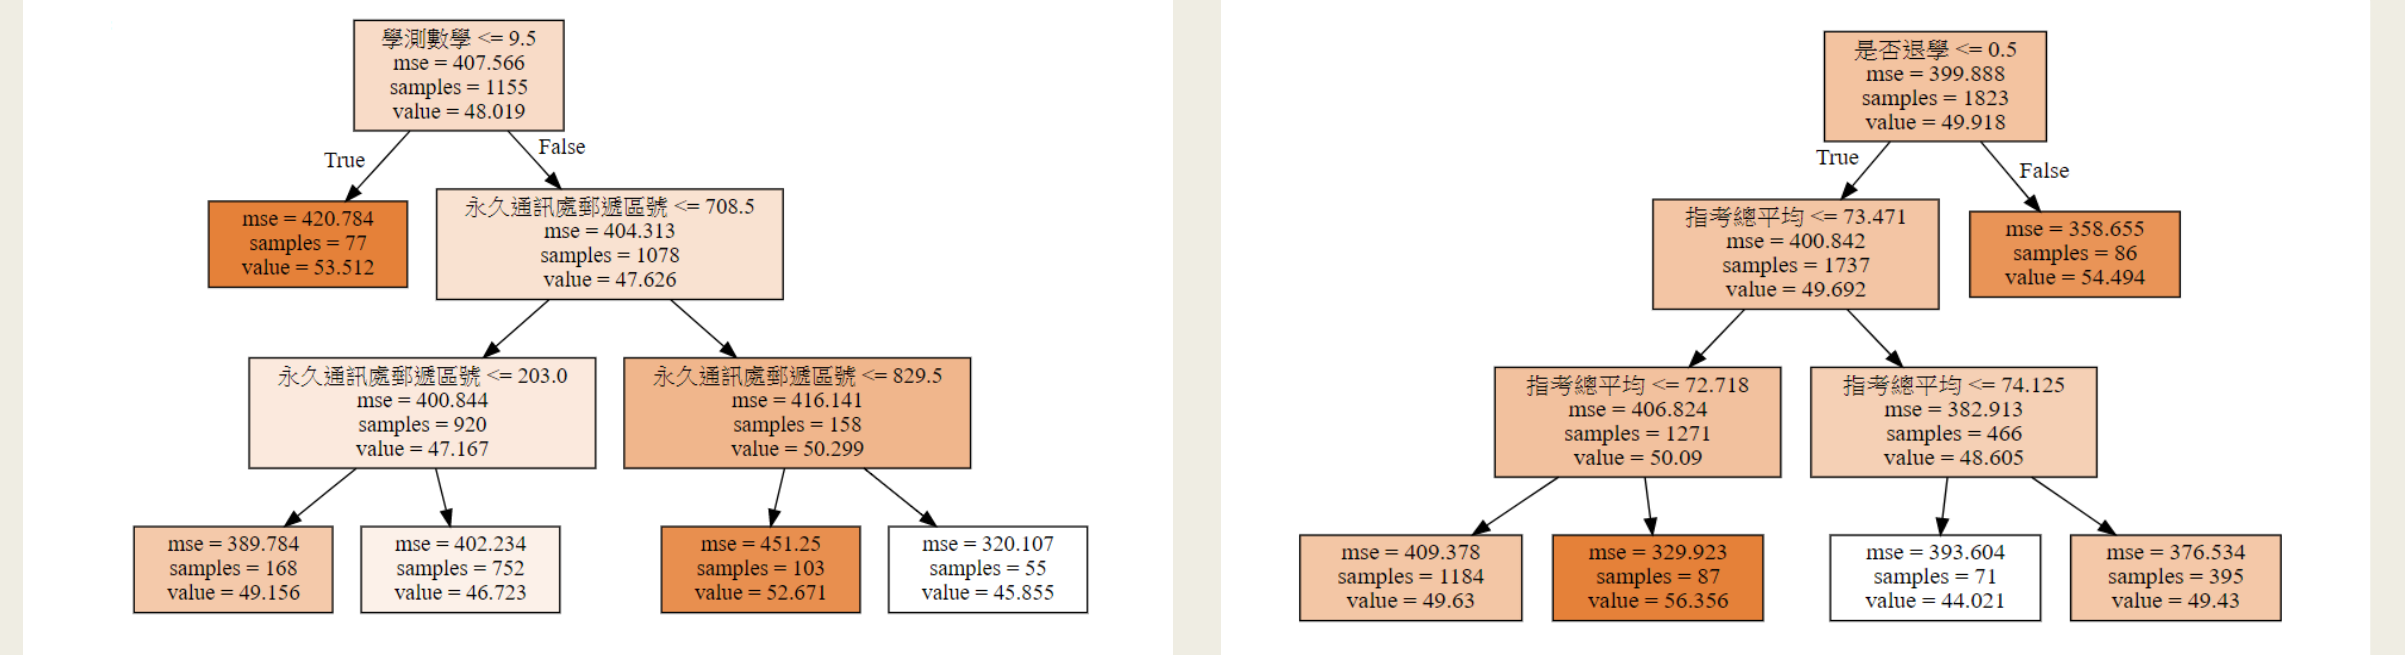 學測數學 <= 9.5
mse = 407.566
samples = 1155
value = 48.019
True
False
mse = 420.784
samples = 77
value = 53.512
永久通訊處郵遞區號 <= 708.5
mse = 404.313
samples = 1078
value = 47.626
永久通訊處郵遞區號 <= 203.0
mse = 400.844
samples = 920
value = 47.167
永久通訊處郵遞區號 <= 829.5
mse = 416.141
samples = 158
value = 50.299
mse = 389.784
samples = 168
value = 49.156
mse = 402.234
samples = 752
value = 46.723
mse = 451.25
samples = 103
value = 52.671
mse = 320.107
samples = 55
value = 45.855
是否退學 <= 0.5
mse = 399.888
samples = 1823
value = 49.918
True
False
指考總平均 <= 73.471
mse = 400.842
samples = 1737
value = 49.692
mse = 358.655
samples = 86
value = 54.494
指考總平均 <= 72.718
mse = 406.824
samples = 1271
value = 50.09
指考總平均 <= 74.125
mse = 382.913
samples = 466
value = 48.605
mse = 409.378
samples = 1184
value = 49.63
mse = 329.923
samples = 87
value = 56.356
mse = 393.604
samples = 71
value = 44.021
mse = 376.534
samples = 395
value = 49.43